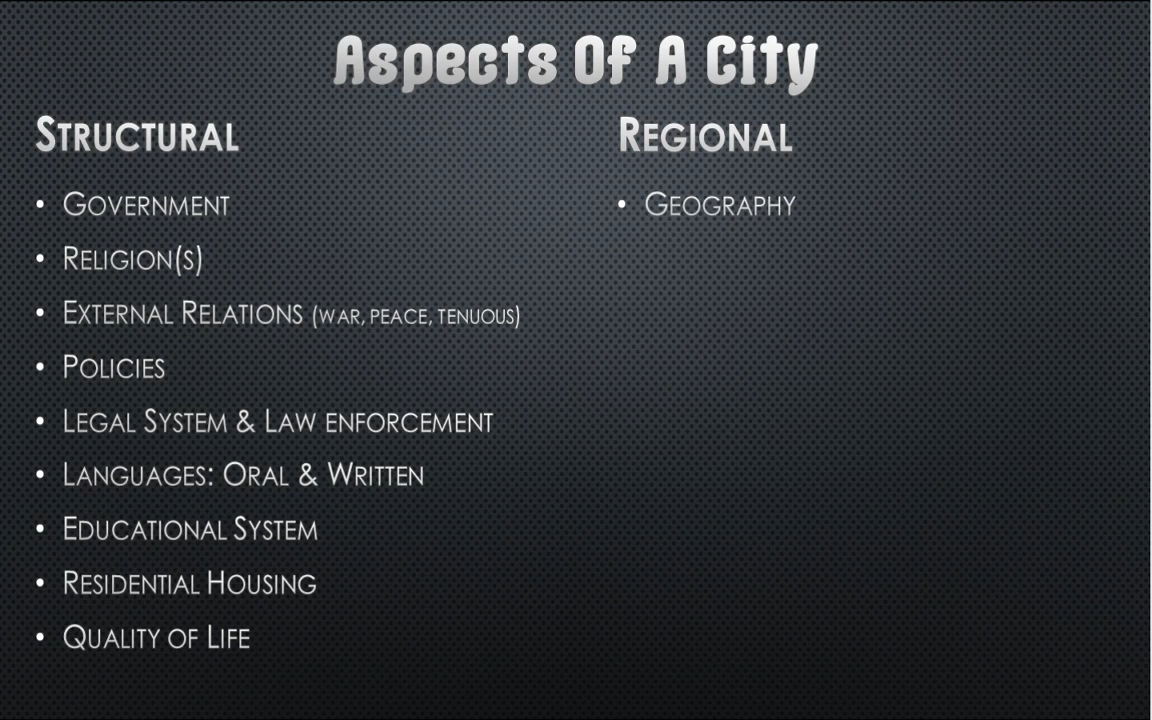 Aspects Of A City
STRUCTURAL
• GOVERNMENT
• RELIGION(S)
• EXTERNAL RELATIONS (WAR, PEACE, TENUOUS)
• POLICIES
• LEGAL SYSTEM & LAW ENFORCEMENT
• LANGUAGES: ORAL & WRITTEN
• EDUCATIONAL SYSTEM
• RESIDENTIAL HOUSING
• QUALITY OF LIFE
REGIONAL
• GEOGRAPHY